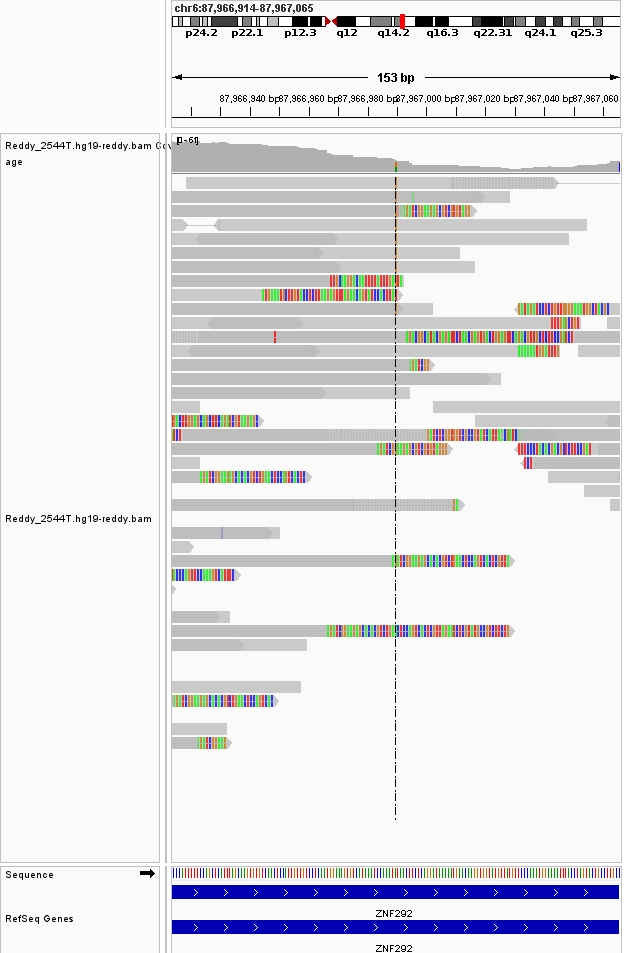 chr6:87,966,914-87,967,065
p24.2 p22.1 p12.3 q12 q14.2 q16.3 q22.31 q24.1 q25.3
153 bp
87,966,940 bp 87,966,960 bp 87,966,980 bp 87,967,000 bp 87,967,020 bp 87,967,040 bp 87,967,060
Reddy_2544T.hg19-reddy.bam Cov
age
[0-61]
Reddy_2544T.hg19-reddy.bam
Sequence
RefSeq Genes
ZNF292
ZNF292